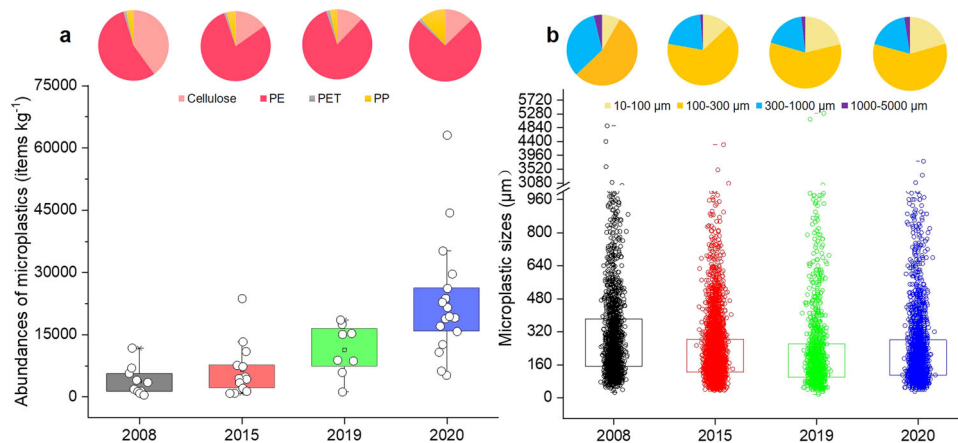 a
Cellulose PE PET PP
Abundances of microplastics (items kg⁻¹)
75000
60000
45000
30000
15000
0
2008 2015 2019 2020
b
10-100 μm 100-300 μm 300-1000 μm 1000-5000 μm
Microplastic sizes (μm)
5720
5280
4840
4400
3960
3520
3080
960
800
640
480
320
160
0
2008 2015 2019 2020